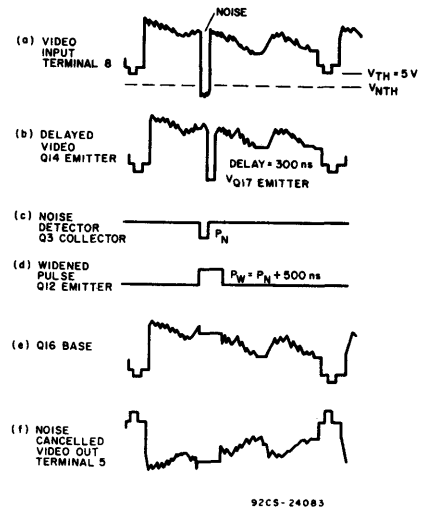 NOISE
(a) VIDEO
INPUT
TERMINAL 8
VTH = 5 V
VNTH
(b) DELAYED
VIDEO
Q14 EMITTER
DELAY = 300 ns
VQ17 EMITTER
(c) NOISE
DETECTOR
Q3 COLLECTOR
PN
(d) WIDENED
PULSE
Q12 EMITTER
PW = PN + 500 ns
(e) Q16 BASE
(f) NOISE
CANCELLED
VIDEO OUT
TERMINAL 5
92CS-24083